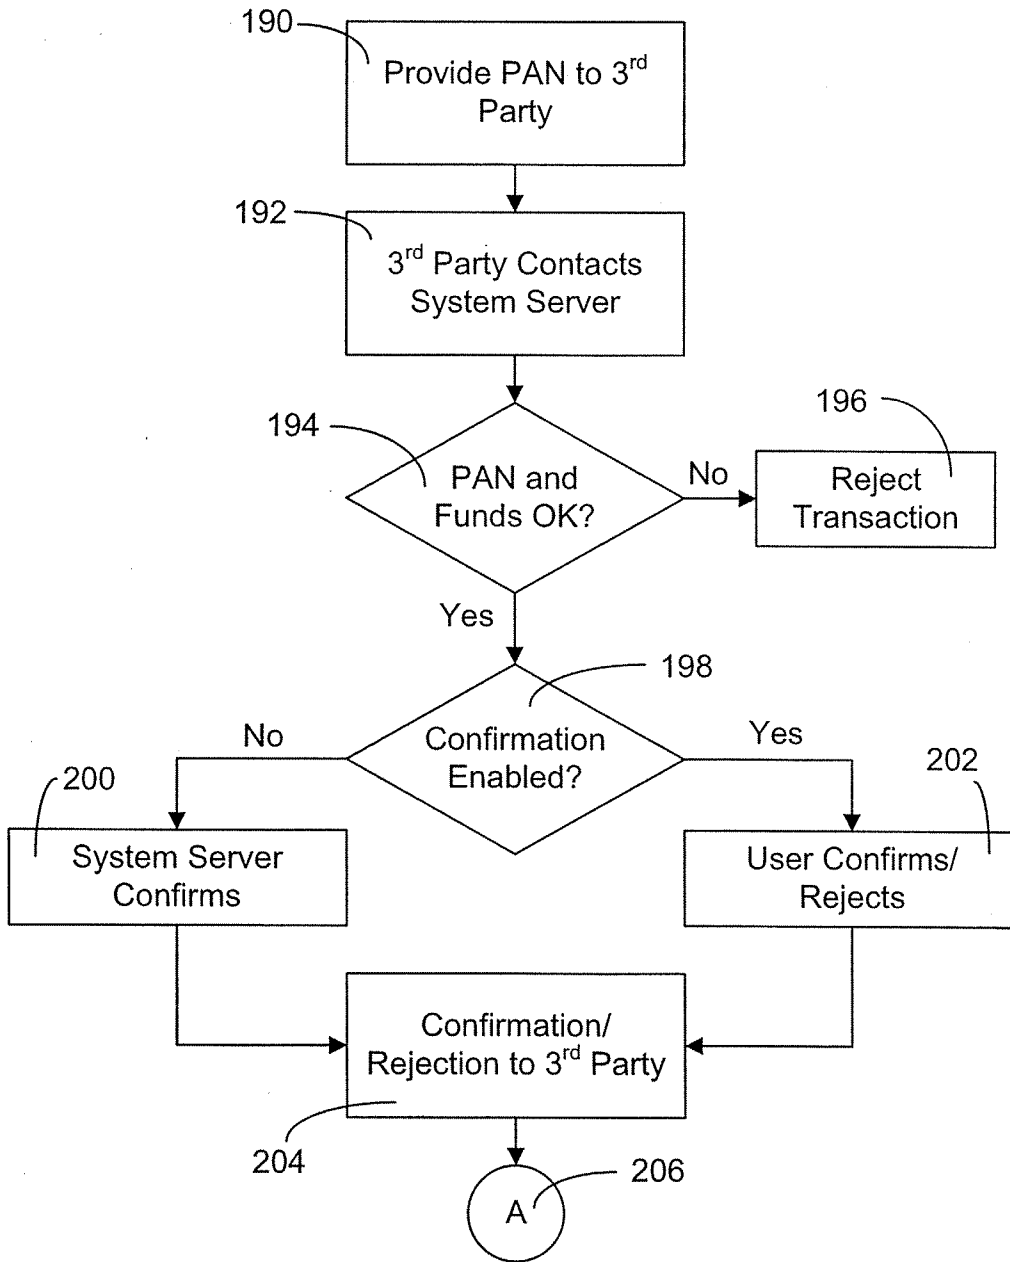 190
Provide PAN to 3rd
Party
192
3rd Party Contacts
System Server
194
196
PAN and
Funds OK?
No
Reject
Transaction
Yes
198
No
Confirmation
Enabled?
Yes
200
202
System Server
Confirms
User Confirms/
Rejects
Confirmation/
Rejection to 3rd Party
204
206
A